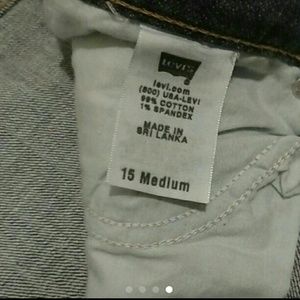 LEVI'S
levi.com
(800) USA-LEVI
99% COTTON
1% SPANDEX
MADE IN
SRI LANKA
15 Medium